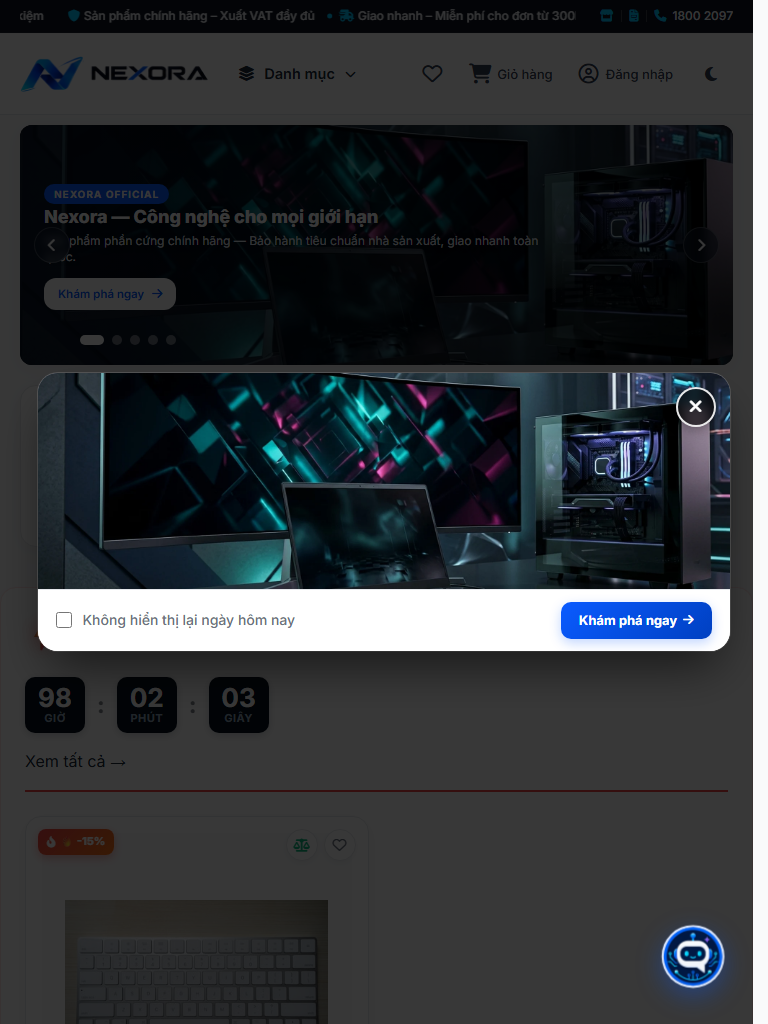 Sản phẩm chính hãng – Xuất VAT đầy đủ
Giao nhanh – Miễn phí cho đơn từ 300
1800 2097
NEXORA
Danh mục
Giỏ hàng
Đăng nhập
NEXORA OFFICIAL
Nexora — Công nghệ cho mọi giới hạn
phẩm phần cứng chính hãng — Bảo hành tiêu chuẩn nhà sản xuất, giao nhanh toàn
Khám phá ngay →
Không hiển thị lại ngày hôm nay
Khám phá ngay →
98 : 02 : 03
GIỜ PHÚT GIÂY
Xem tất cả →
-15%